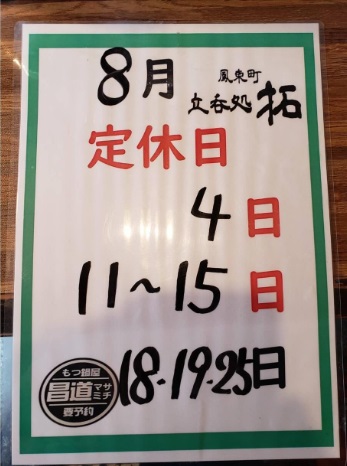 8月
鳳東町
立呑処 拓
定休日
4日
11～15日
18-19-25日
もつ鍋屋
昌道 マサミチ
要予約